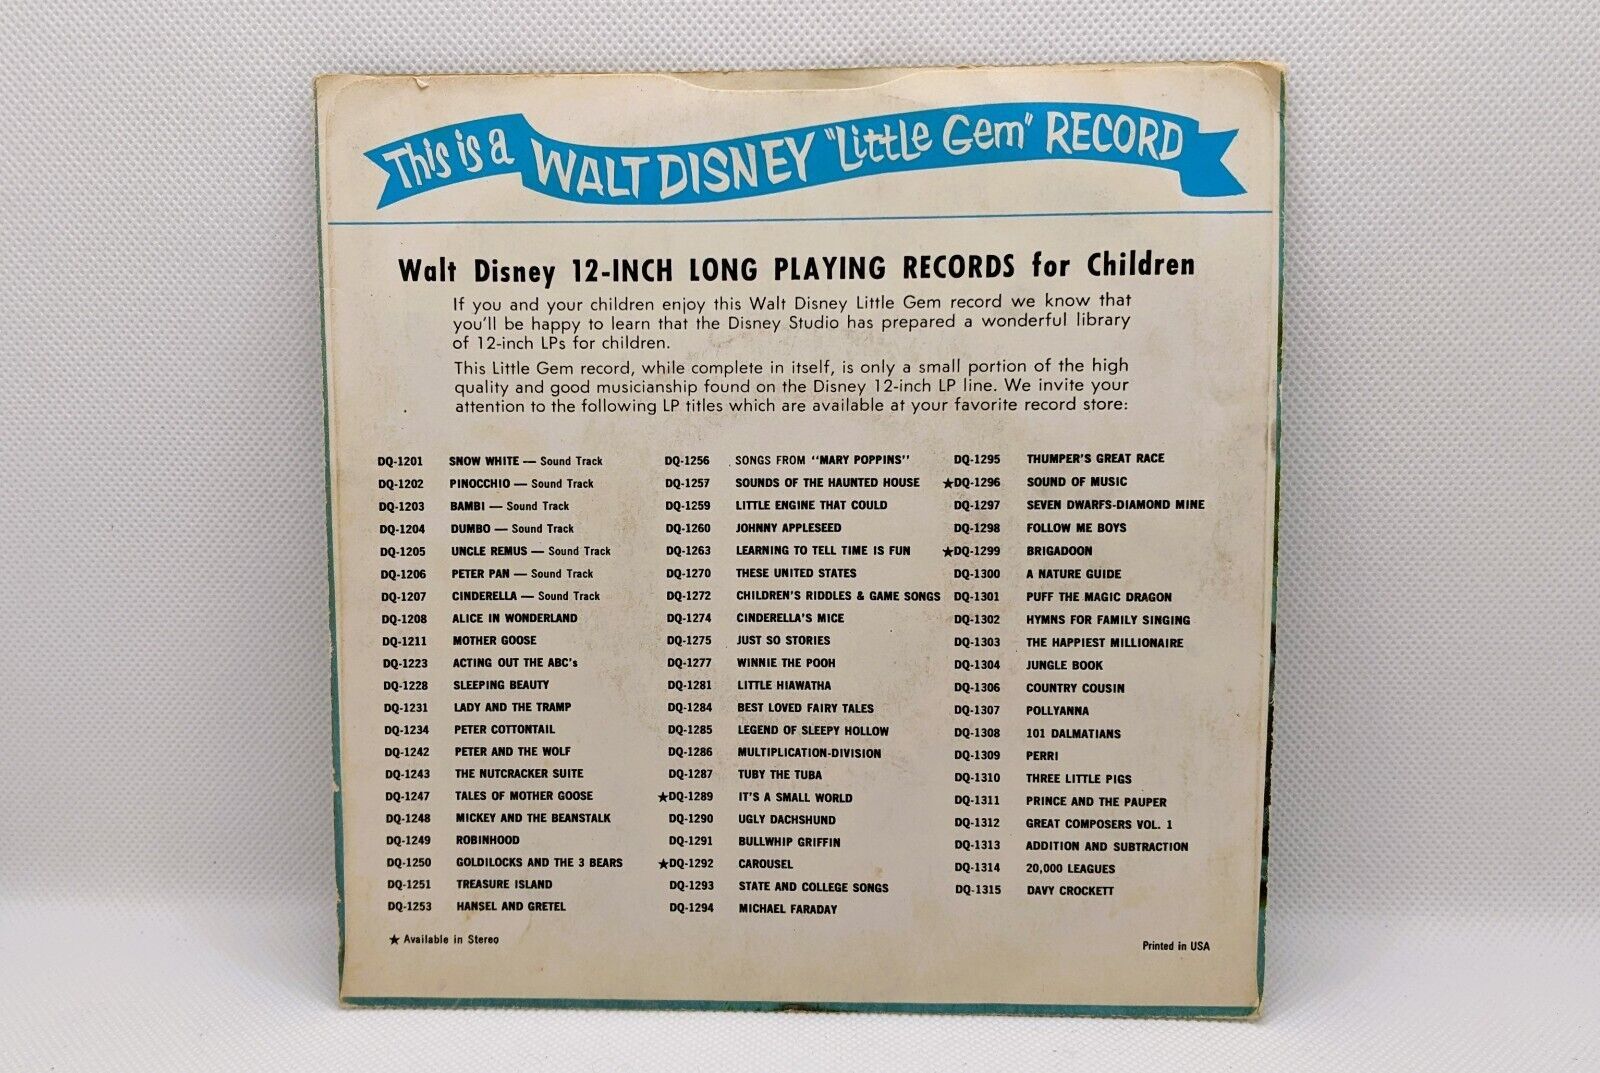 This is a WALT DISNEY "Little Gem" RECORD
Walt Disney 12-INCH LONG PLAYING RECORDS for Children
If you and your children enjoy this Walt Disney Little Gem record we know that
you'll be happy to learn that the Disney Studio has prepared a wonderful library
of 12-inch LPs for children.
This Little Gem record, while complete in itself, is only a small portion of the high
quality and good musicianship found on the Disney 12-inch LP line. We invite your
attention to the following LP titles which are available at your favorite record store:
DQ-1201 SNOW WHITE — Sound Track
DQ-1202 PINOCCHIO — Sound Track
DQ-1203 BAMBI — Sound Track
DQ-1204 DUMBO — Sound Track
DQ-1205 UNCLE REMUS — Sound Track
DQ-1206 PETER PAN — Sound Track
DQ-1207 CINDERELLA — Sound Track
DQ-1208 ALICE IN WONDERLAND
DQ-1211 MOTHER GOOSE
DQ-1223 ACTING OUT THE ABC's
DQ-1228 SLEEPING BEAUTY
DQ-1231 LADY AND THE TRAMP
DQ-1234 PETER COTTONTAIL
DQ-1242 PETER AND THE WOLF
DQ-1243 THE NUTCRACKER SUITE
DQ-1247 TALES OF MOTHER GOOSE
DQ-1248 MICKEY AND THE BEANSTALK
DQ-1249 ROBINHOOD
DQ-1250 GOLDILOCKS AND THE 3 BEARS
DQ-1251 TREASURE ISLAND
DQ-1253 HANSEL AND GRETEL
DQ-1256 SONGS FROM "MARY POPPINS"
DQ-1257 SOUNDS OF THE HAUNTED HOUSE
DQ-1259 LITTLE ENGINE THAT COULD
DQ-1260 JOHNNY APPLESEED
DQ-1263 LEARNING TO TELL TIME IS FUN
DQ-1270 THESE UNITED STATES
DQ-1272 CHILDREN'S RIDDLES & GAME SONGS
DQ-1274 CINDERELLA'S MICE
DQ-1275 JUST SO STORIES
DQ-1277 WINNIE THE POOH
DQ-1281 LITTLE HIAWATHA
DQ-1284 BEST LOVED FAIRY TALES
DQ-1285 LEGEND OF SLEEPY HOLLOW
DQ-1286 MULTIPLICATION-DIVISION
DQ-1287 TUBY THE TUBA
★DQ-1289 IT'S A SMALL WORLD
DQ-1290 UGLY DACHSHUND
DQ-1291 BULLWHIP GRIFFIN
★DQ-1292 CAROUSEL
DQ-1293 STATE AND COLLEGE SONGS
DQ-1294 MICHAEL FARADAY
DQ-1295 THUMPER'S GREAT RACE
★DQ-1296 SOUND OF MUSIC
DQ-1297 SEVEN DWARFS-DIAMOND MINE
DQ-1298 FOLLOW ME BOYS
★DQ-1299 BRIGADOON
DQ-1300 A NATURE GUIDE
DQ-1301 PUFF THE MAGIC DRAGON
DQ-1302 HYMNS FOR FAMILY SINGING
DQ-1303 THE HAPPIEST MILLIONAIRE
DQ-1304 JUNGLE BOOK
DQ-1306 COUNTRY COUSIN
DQ-1307 POLLYANNA
DQ-1308 101 DALMATIANS
DQ-1309 PERRI
DQ-1310 THREE LITTLE PIGS
DQ-1311 PRINCE AND THE PAUPER
DQ-1312 GREAT COMPOSERS VOL. 1
DQ-1313 ADDITION AND SUBTRACTION
DQ-1314 20,000 LEAGUES
DQ-1315 DAVY CROCKETT
★ Available in Stereo
Printed in USA